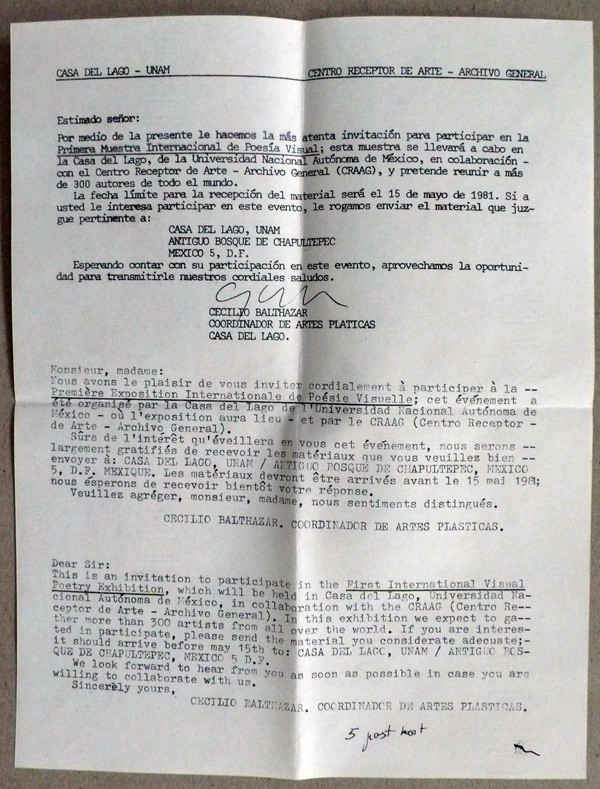 CASA DEL LAGO - UNAM CENTRO RECEPTOR DE ARTE - ARCHIVO GENERAL
Estimado señor:
Por medio de la presente le hacemos la más atenta invitación para participar en la
Primera Muestra Internacional de Poesía Visual; esta muestra se llevará a cabo en
la Casa del Lago, de la Universidad Nacional Autónoma de México, en colaboración -
con el Centro Receptor de Arte - Archivo General (CRAAG), y pretende reunir a más
de 300 autores de todo el mundo.
La fecha límite para la recepción del material será el 15 de mayo de 1981. Si a
usted le interesa participar en este evento, le rogamos enviar el material que juz-
gue pertinente a:
CASA DEL LAGO, UNAM
ANTIGUO BOSQUE DE CHAPULTEPEC
MEXICO 5, D.F.
Esperando contar con su participación en este evento, aprovechamos la oportuni-
dad para transmitirle nuestros cordiales saludos.
CECILIO BALTHAZAR
COORDINADOR DE ARTES PLATICAS
CASA DEL LAGO.
Monsieur, madame:
Nous avons le plaisir de vous inviter cordialement à participer à la --
Première Exposition Internationale de Poésie Visuelle; cet événement a
été organisé par la Casa del Lago de l'Universidad Nacional Autónoma de
México - où l'exposition aura lieu - et par le CRAAG (Centro Receptor -
de Arte - Archivo General).
Sûrs de l'intérêt qu'éveillera en vous cet événement, nous serons --
largement gratifiés de recevoir les matériaux que vous veuillez bien --
envoyer à: CASA DEL LAGO, UNAM / ANTIGUO BOSQUE DE CHAPULTEPEC, MEXICO
5, D.F. MEXIQUE. Les matériaux devront être arrivés avant le 15 mai 1981;
nous esperons de recevoir bientôt votre réponse.
Veuillez agréger, monsieur, madame, nous sentiments distingués.
CECILIO BALTHAZAR. COORDINADOR DE ARTES PLASTICAS.
Dear Sir:
This is an invitation to participate in the First International Visual
Poetry Exhibition, which will be held in Casa del Lago, Universidad Na-
cional Autónoma de México, in collaboration with the CRAAG (Centro Re--
ceptor de Arte - Archivo General). In this exhibition we expect to ga--
ther more than 300 artists from all over the world. If you are interes-
ted in participate, please send the material you considerate adequate;-
it should arrive before may 15th to: CASA DEL LAGO, UNAM / ANTIGUO BOS-
QUE DE CHAPULTEPEC, MEXICO 5 D.F.
We look forward to hear from you as soon as possible in case you are
willing to collaborate with us.
Sincerely yours,
CECILIO BALTHAZAR. COORDINADOR DE ARTES PLASTICAS.
5 post